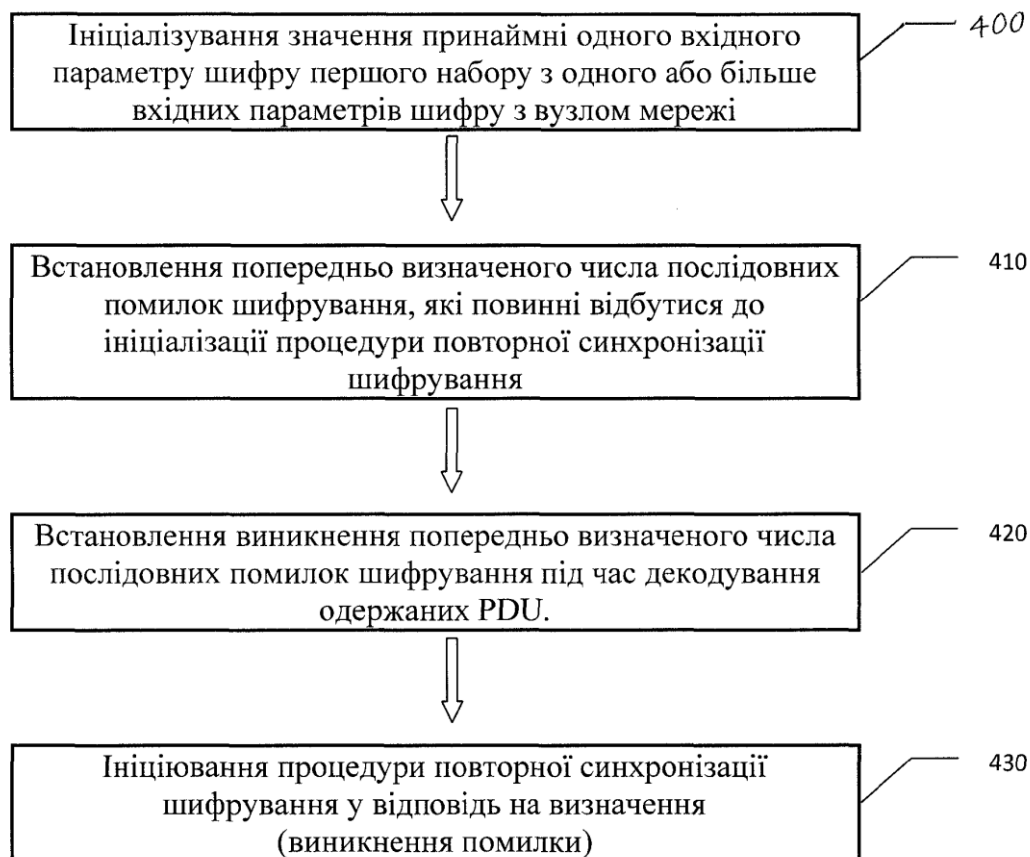 Ініціалізування значення принаймні одного вхідного
параметру шифру першого набору з одного або більше
вхідних параметрів шифру з вузлом мережі
400
Встановлення попередньо визначеного числа послідовних
помилок шифрування, які повинні відбутися до
ініціалізації процедури повторної синхронізації
шифрування
410
Встановлення виникнення попередньо визначеного числа
послідовних помилок шифрування під час декодування
одержаних PDU.
420
Ініціювання процедури повторної синхронізації
шифрування у відповідь на визначення
(виникнення помилки)
430